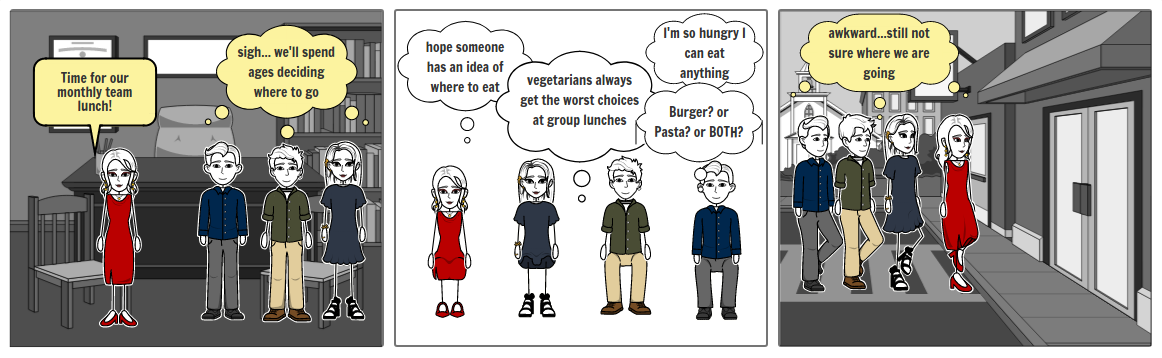 Time for our
monthly team
lunch!
sigh... we'll spend
ages deciding
where to go
hope someone
has an idea of
where to eat
vegetarians always
get the worst choices
at group lunches
I'm so hungry I
can eat
anything
Burger? or
Pasta? or BOTH?
awkward...still not
sure where we are
going